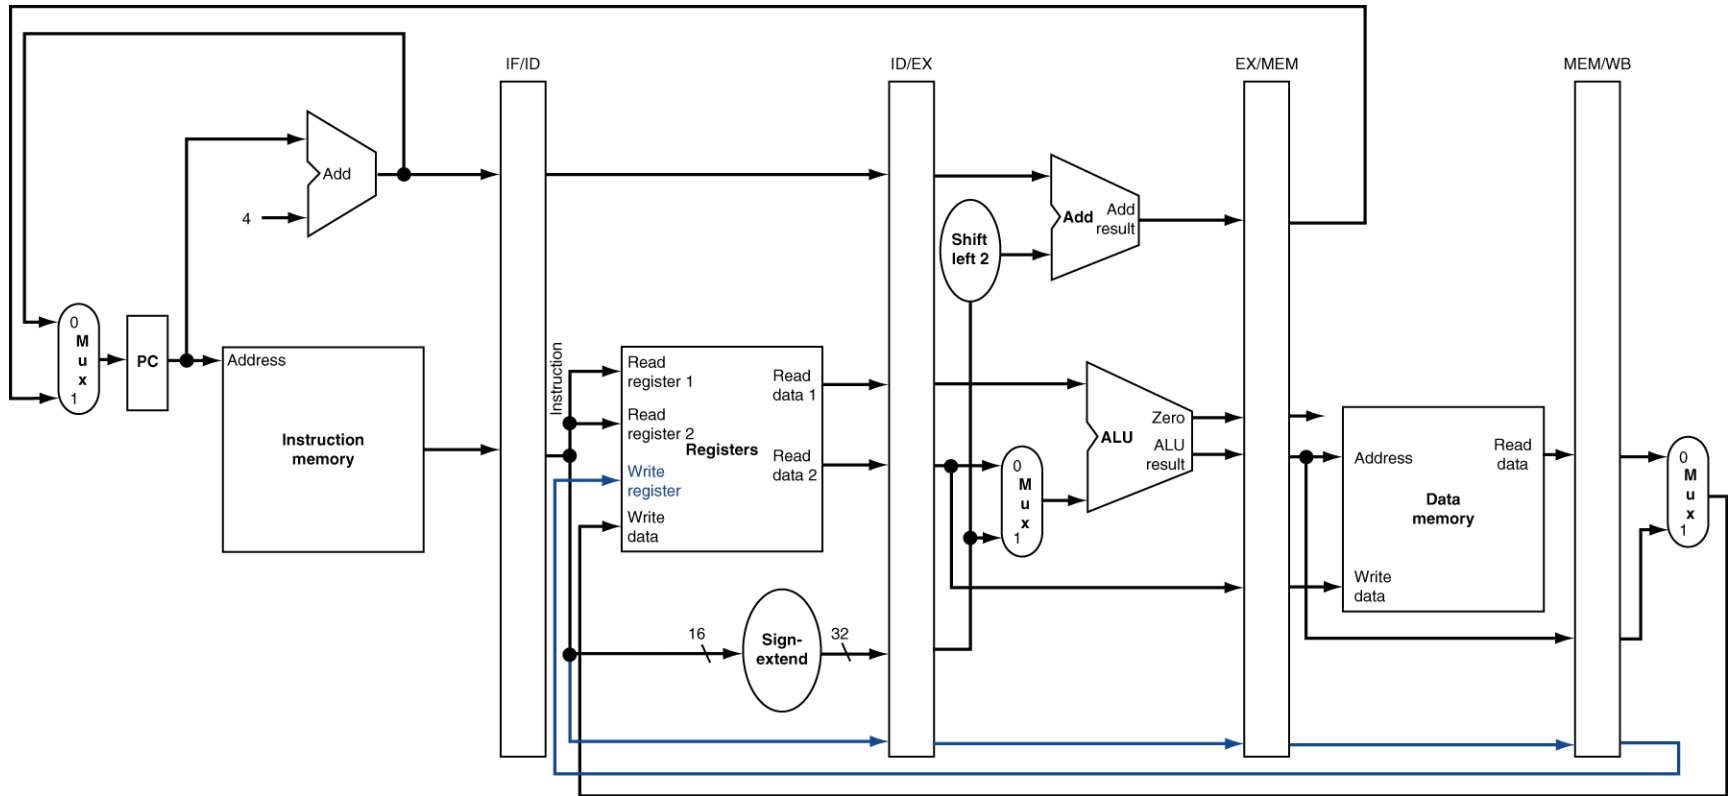 IF/ID
ID/EX
EX/MEM
MEM/WB
Add
4
Add
Add
result
Shift
left 2
0
M
u
x
1
PC
Address
Instruction
memory
Instruction
Read
register 1
Read
register 2
Write
register
Write
data
Registers
Read
data 1
Read
data 2
16
Sign-
extend
32
0
M
u
x
1
ALU
Zero
ALU
result
Address
Read
data
Data
memory
Write
data
0
M
u
x
1